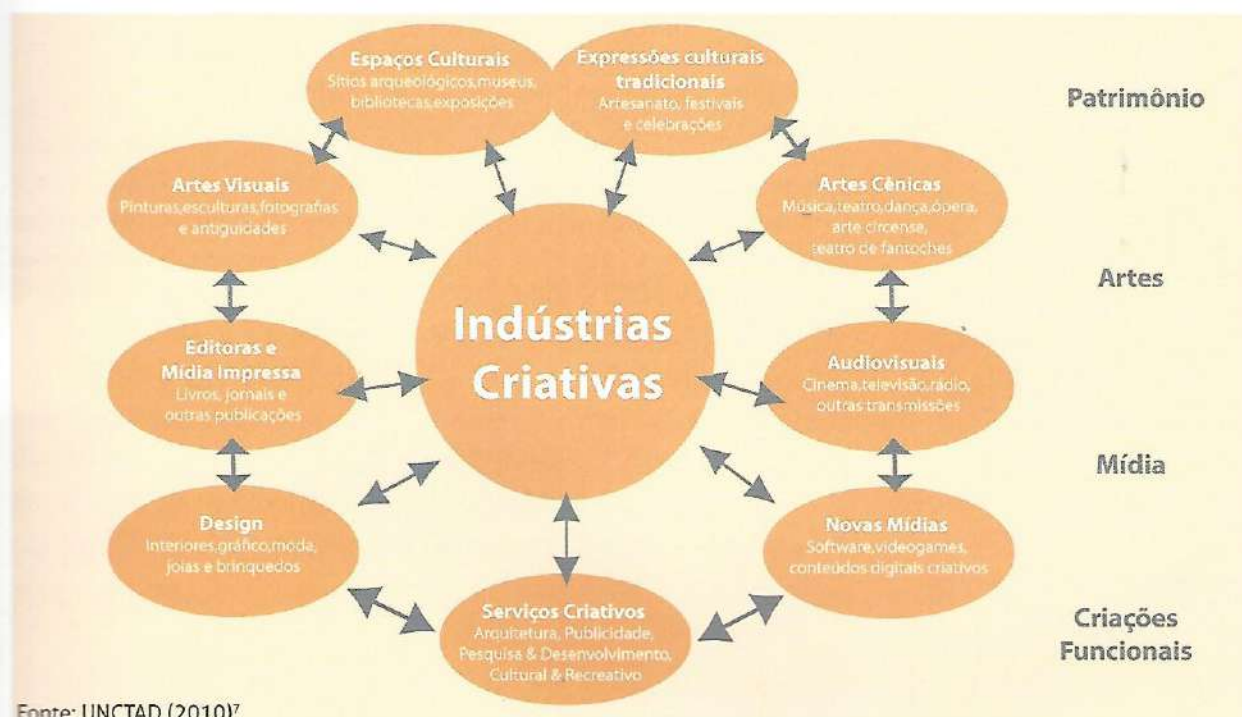 Espaços Culturais
Sítios arqueológicos,museus,
bibliotecas,exposições
Expressões culturais
tradicionais
Artesanato, festivais
e celebrações
Patrimônio
Artes Visuais
Pinturas,esculturas,fotografias
e antiguidades
Artes Cênicas
Música,teatro,dança,ópera,
arte circense,
teatro de fantoches
Artes
Indústrias
Criativas
Editoras e
Mídia Impressa
Livros, jornais e
outras publicações
Audiovisuais
Cinema,televisão,rádio,
outras transmissões
Mídia
Design
Interiores,gráfico,moda,
joias e brinquedos
Novas Mídias
Software,videogames,
conteúdos digitais criativos
Serviços Criativos
Arquitetura, Publicidade,
Pesquisa & Desenvolvimento,
Cultural & Recreativo
Criações
Funcionais
Fonte: UNCTAD (2010)⁷